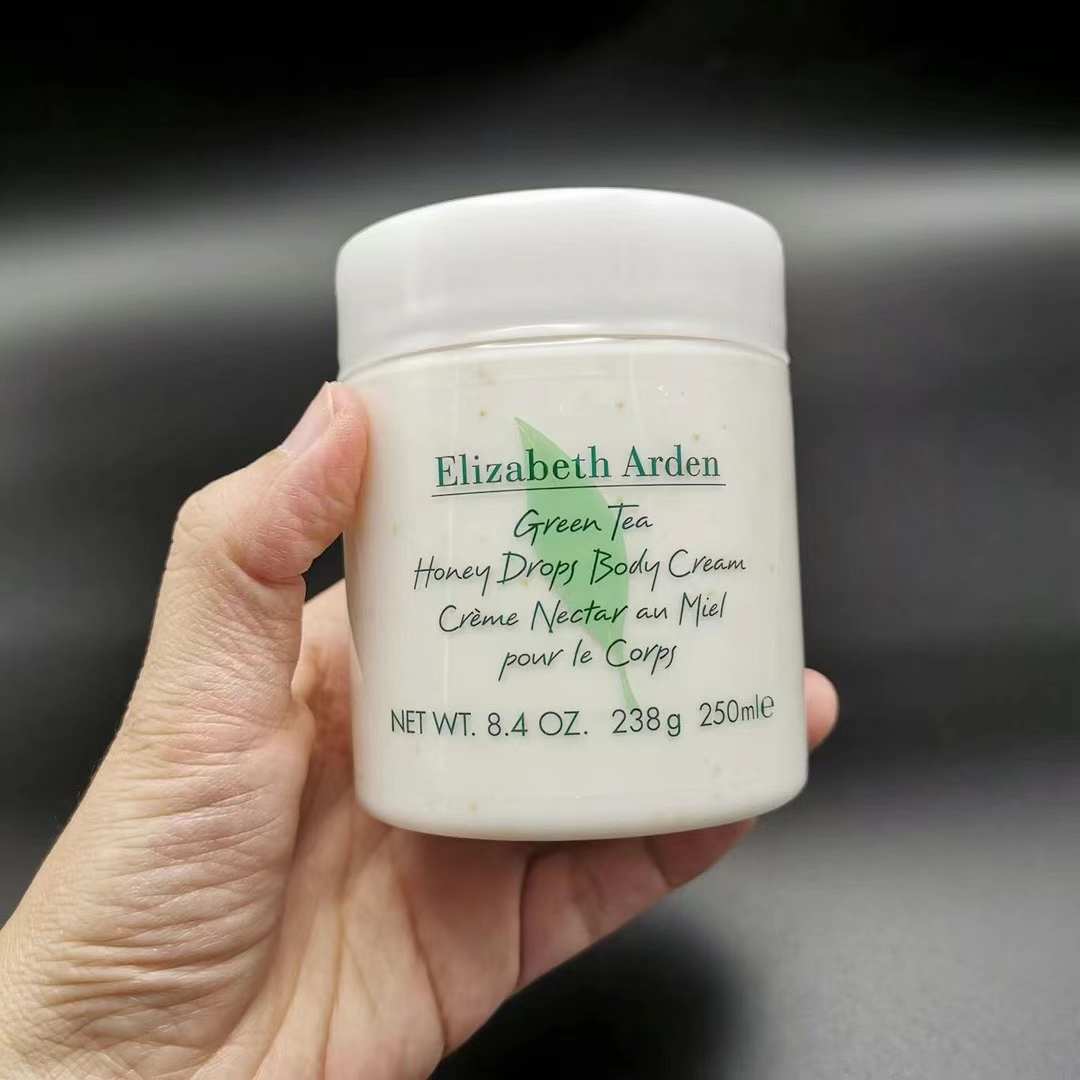 Elizabeth Arden
Green Tea
Honey Drops Body Cream
Crème Nectar au Miel
pour le Corps
NET WT. 8.4 OZ. 238g 250ml℮